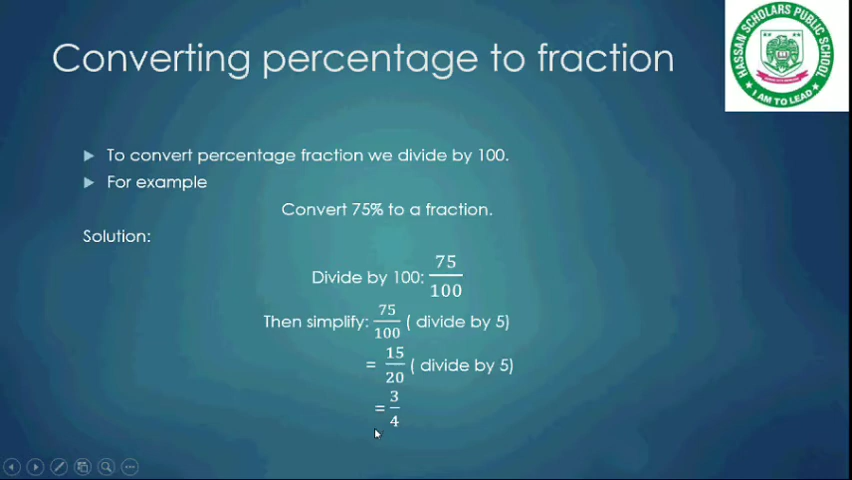 Converting percentage to fraction
HASSAN SCHOLARS PUBLIC SCHOOL
I AM TO LEAD
To convert percentage fraction we divide by 100.
For example
Convert 75% to a fraction.
Solution:
Divide by 100: 75/100
Then simplify: 75/100 ( divide by 5)
= 15/20 ( divide by 5)
= 3/4